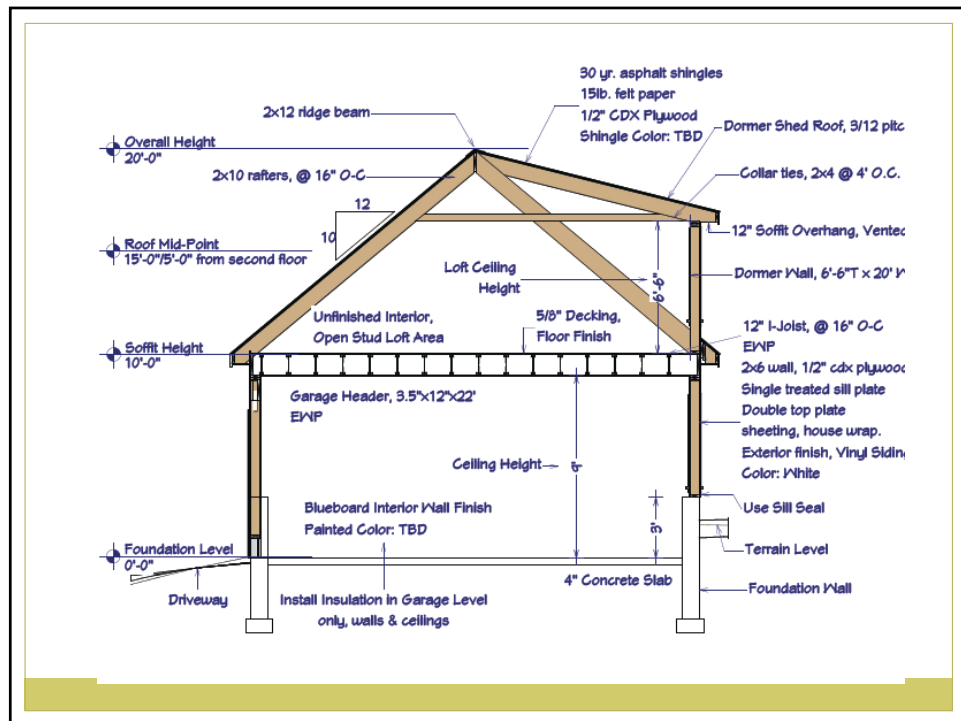 30 yr. asphalt shingles
15lb. felt paper
1/2" CDX Plywood
Shingle Color: TBD
2x12 ridge beam
Dormer Shed Roof, 3/12 pitc
Overall Height
20'-0"
2x10 rafters, @ 16" O-C
Collar ties, 2x4 @ 4' O.C.
12
10
12" Soffit Overhang, Vented
Roof Mid-Point
15'-0"/5'-0" from second floor
Loft Ceiling
Height
6'-6"
Dormer Wall, 6'-6"T x 20' W
Unfinished Interior,
Open Stud Loft Area
5/8" Decking,
Floor Finish
12" I-Joist, @ 16" O-C
EWP
Soffit Height
10'-0"
2x6 wall, 1/2" cdx plywood
Single treated sill plate
Double top plate
sheeting, house wrap.
Exterior finish, Vinyl Siding
Color: White
Garage Header, 3.5"x12"x22'
EWP
Ceiling Height
9'
Blueboard Interior Wall Finish
Painted Color: TBD
3'
Use Sill Seal
Terrain Level
Foundation Level
0'-0"
4" Concrete Slab
Foundation Wall
Driveway
Install Insulation in Garage Level
only, walls & ceilings